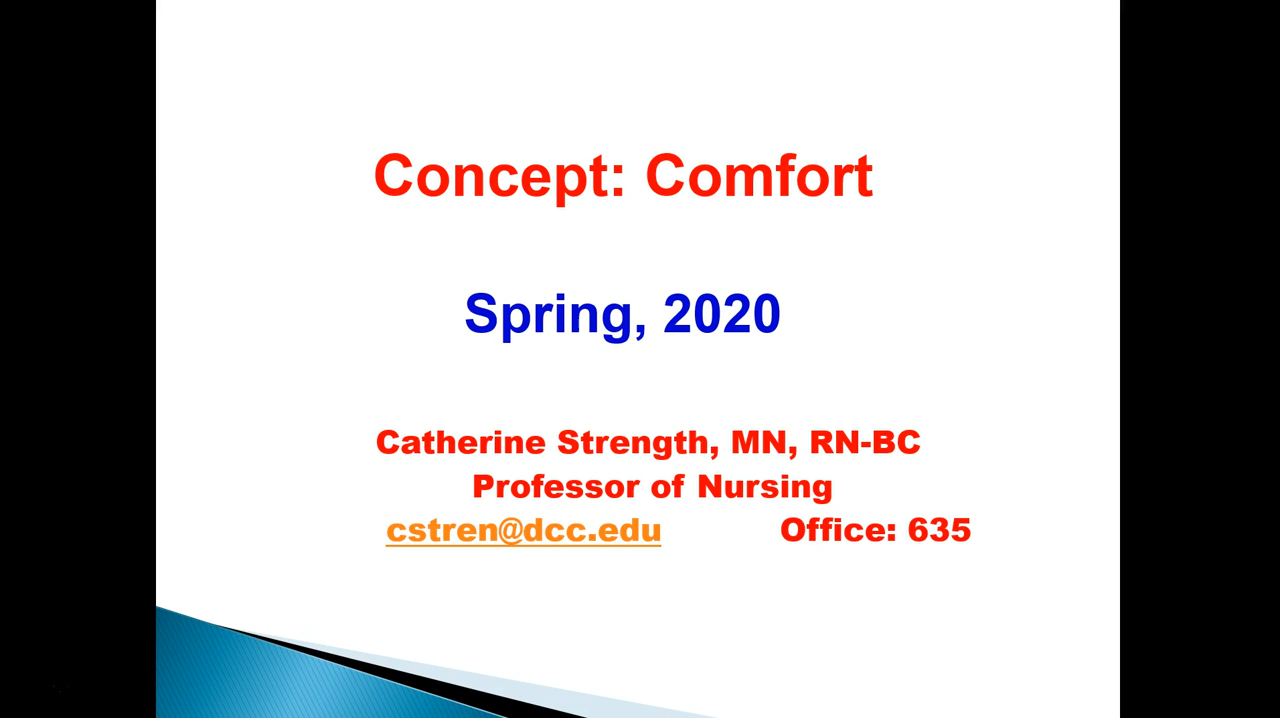 Concept: Comfort
Spring, 2020
Catherine Strength, MN, RN-BC
Professor of Nursing
cstren@dcc.edu Office: 635